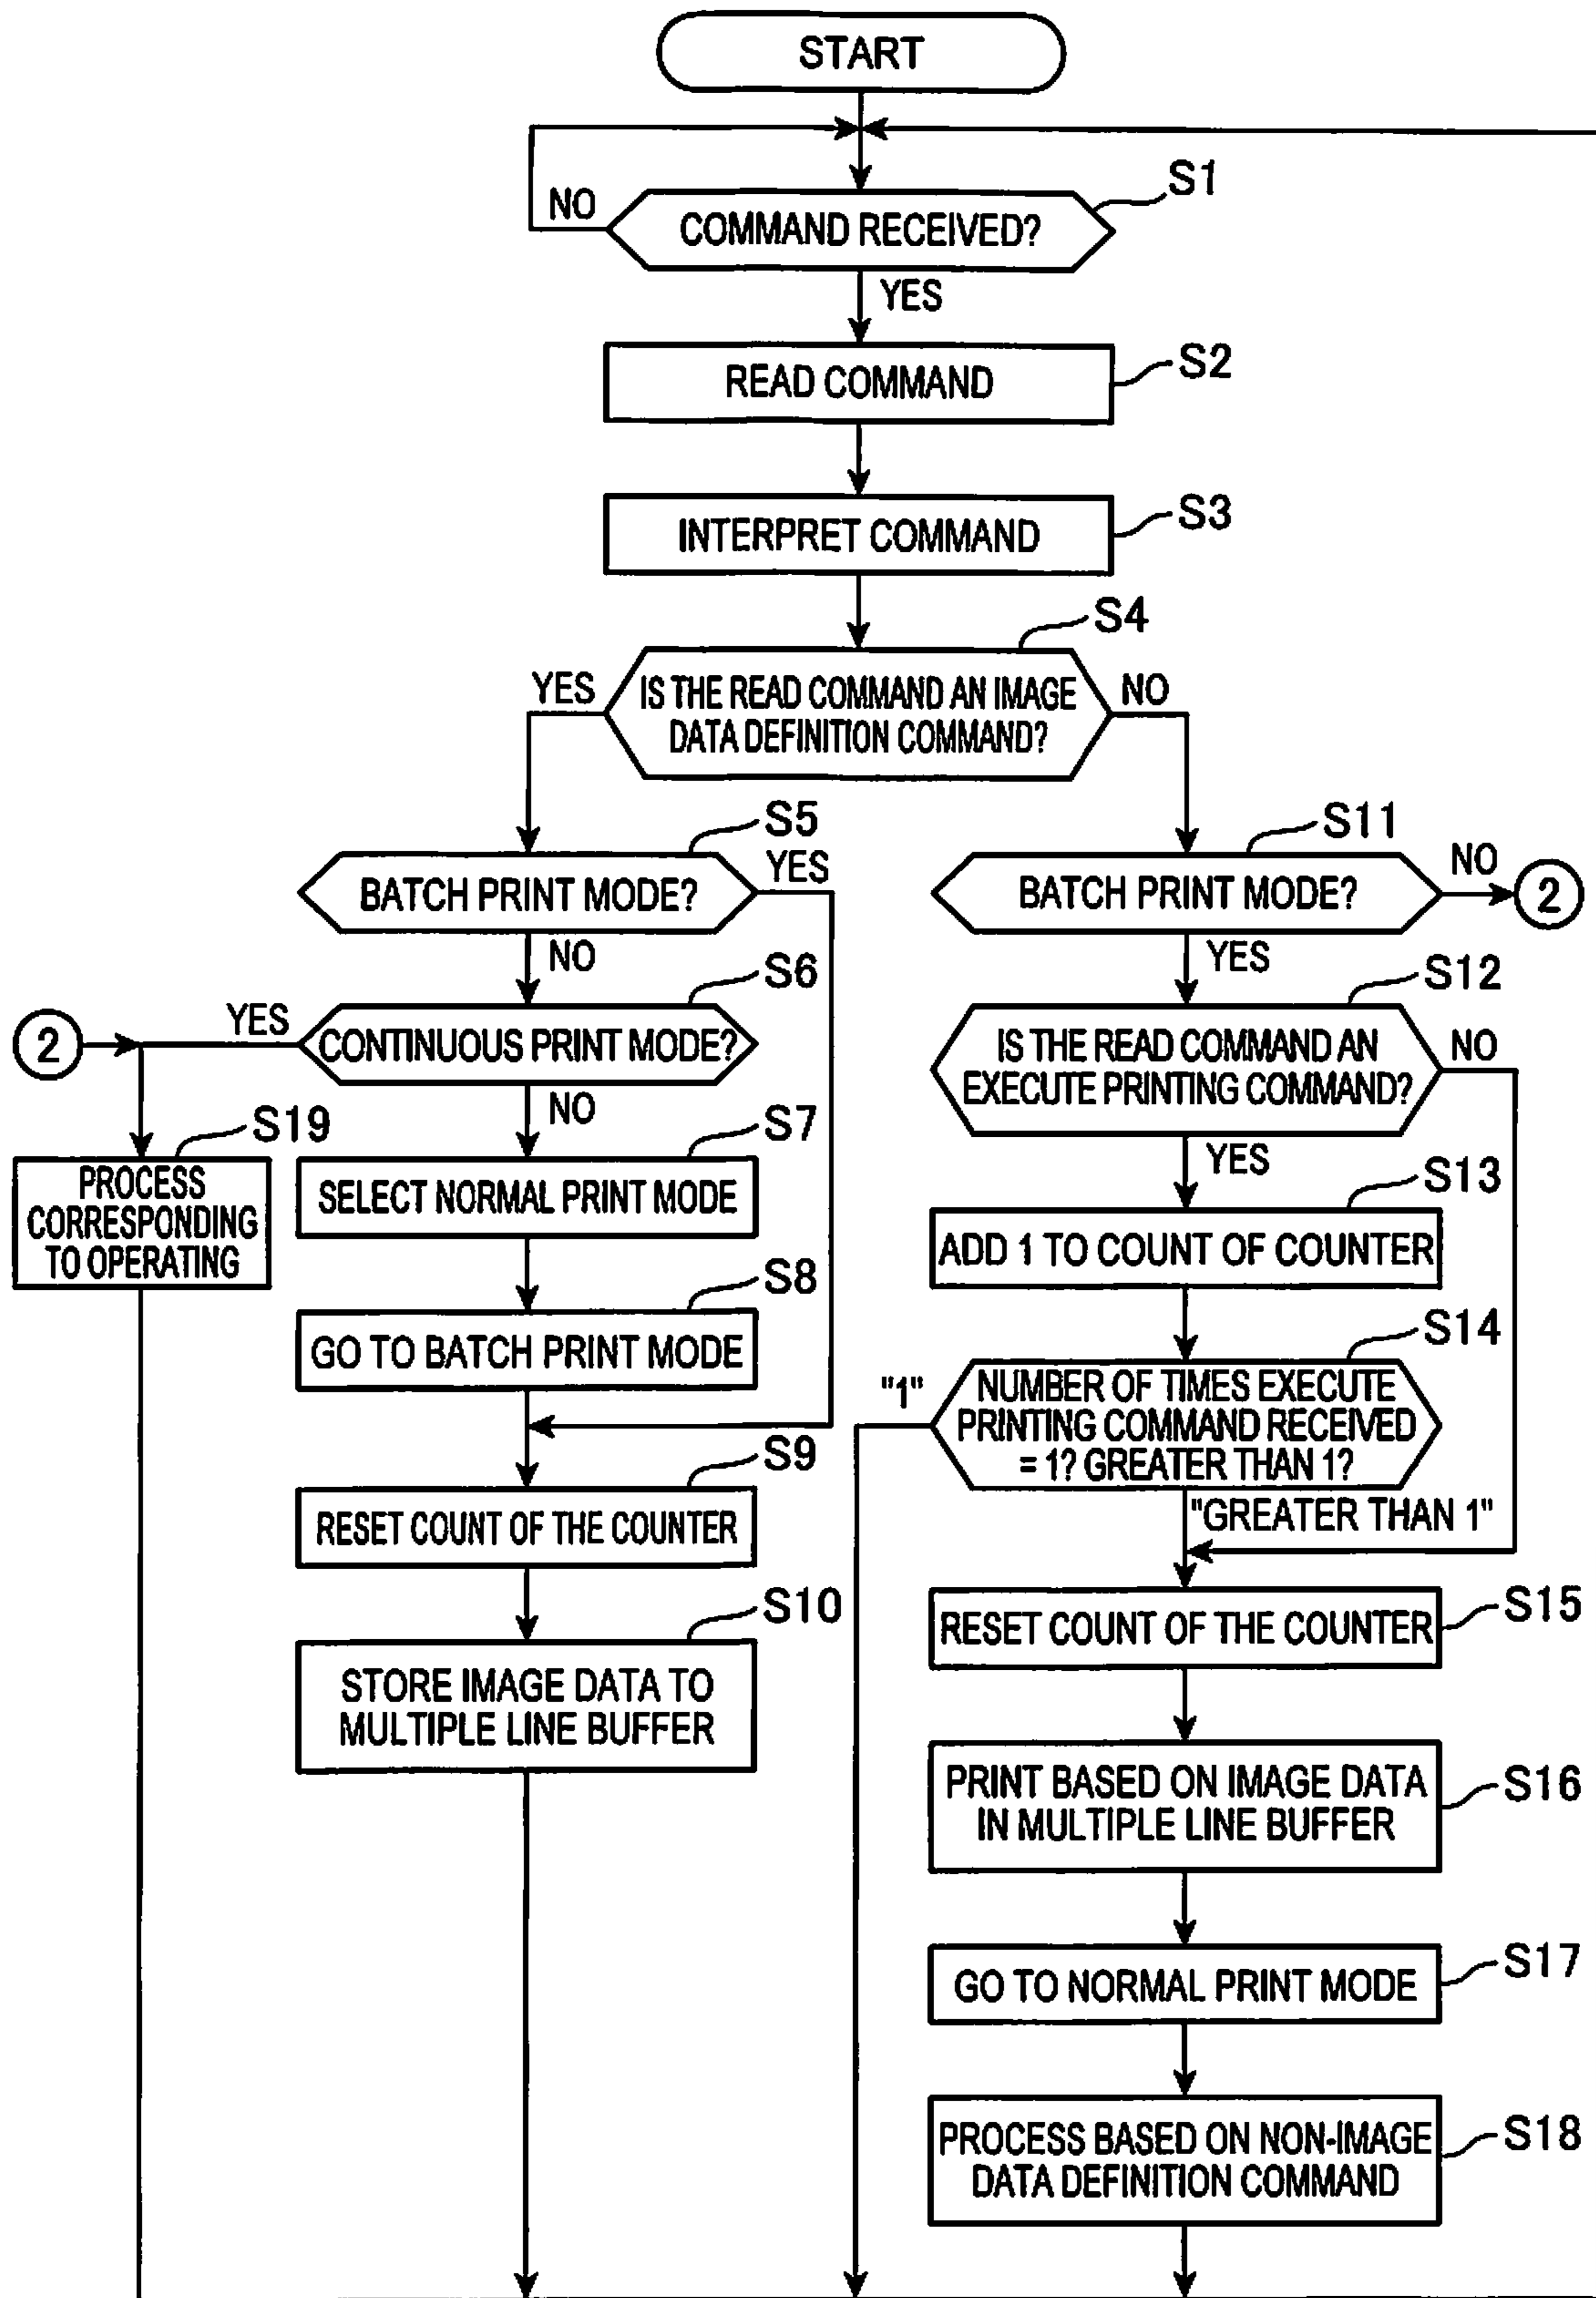 START
S1
NO
COMMAND RECEIVED?
YES
S2
READ COMMAND
S3
INTERPRET COMMAND
S4
YES
IS THE READ COMMAND AN IMAGE
DATA DEFINITION COMMAND?
NO
S5
YES
BATCH PRINT MODE?
NO
S6
2
YES
CONTINUOUS PRINT MODE?
NO
S19
PROCESS
CORRESPONDING
TO OPERATING
S7
SELECT NORMAL PRINT MODE
S8
GO TO BATCH PRINT MODE
S9
RESET COUNT OF THE COUNTER
S10
STORE IMAGE DATA TO
MULTIPLE LINE BUFFER
S11
BATCH PRINT MODE?
NO
2
YES
S12
IS THE READ COMMAND AN
EXECUTE PRINTING COMMAND?
NO
YES
S13
ADD 1 TO COUNT OF COUNTER
S14
"1"
NUMBER OF TIMES EXECUTE
PRINTING COMMAND RECEIVED
= 1? GREATER THAN 1?
"GREATER THAN 1"
RESET COUNT OF THE COUNTER
S15
PRINT BASED ON IMAGE DATA
IN MULTIPLE LINE BUFFER
S16
GO TO NORMAL PRINT MODE
S17
PROCESS BASED ON NON-IMAGE
DATA DEFINITION COMMAND
S18